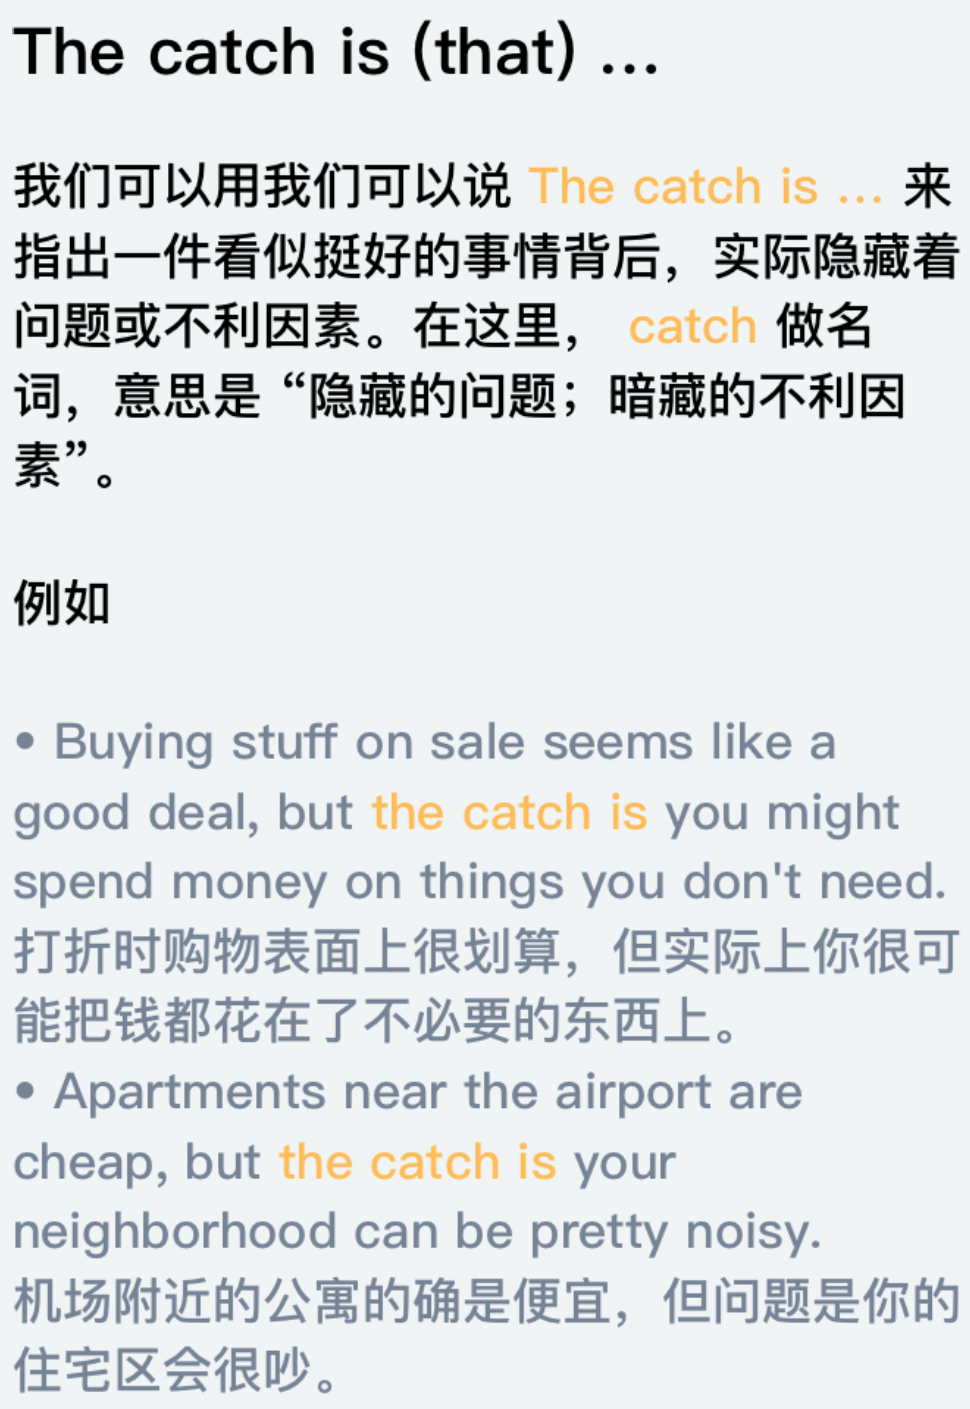 The catch is (that) ...
我们可以用我们可以说 The catch is ... 来
指出一件看似挺好的事情背后，实际隐藏着
问题或不利因素。在这里， catch 做名
词，意思是 “隐藏的问题；暗藏的不利因
素”。
例如
• Buying stuff on sale seems like a
good deal, but the catch is you might
spend money on things you don't need.
打折时购物表面上很划算，但实际上你很可
能把钱都花在了不必要的东西上。
• Apartments near the airport are
cheap, but the catch is your
neighborhood can be pretty noisy.
机场附近的公寓的确是便宜，但问题是你的
住宅区会很吵。